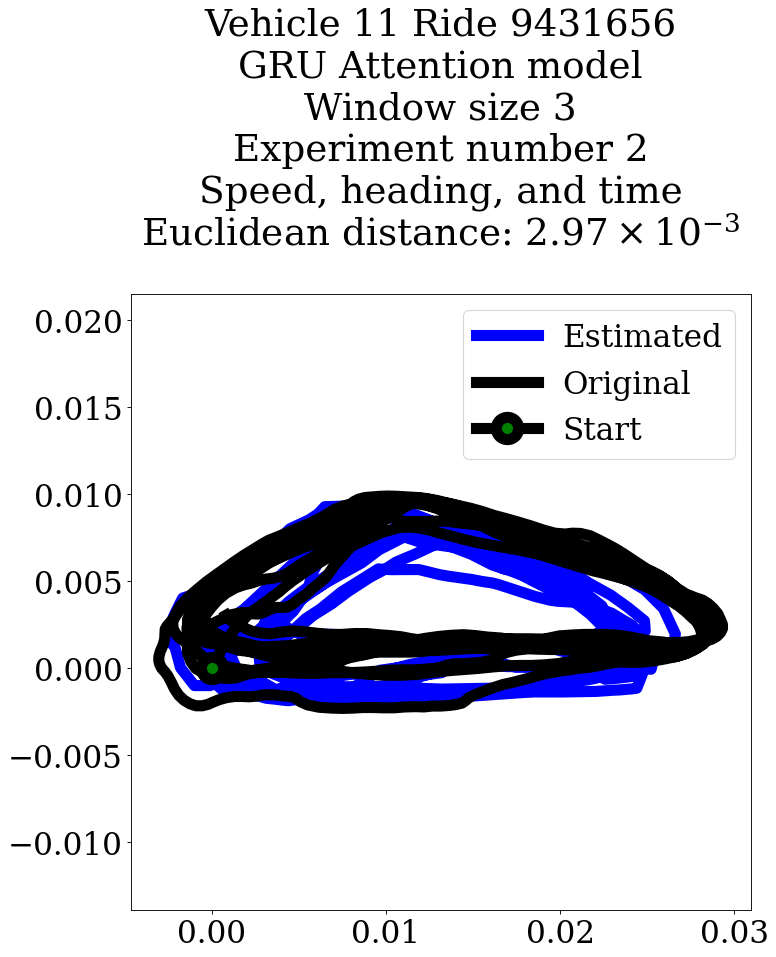 Vehicle 11 Ride 9431656
GRU Attention model
Window size 3
Experiment number 2
Speed, heading, and time
Euclidean distance: 2.97 × 10⁻³
Estimated
Original
Start
0.020
0.015
0.010
0.005
0.000
−0.005
−0.010
0.00 0.01 0.02 0.03